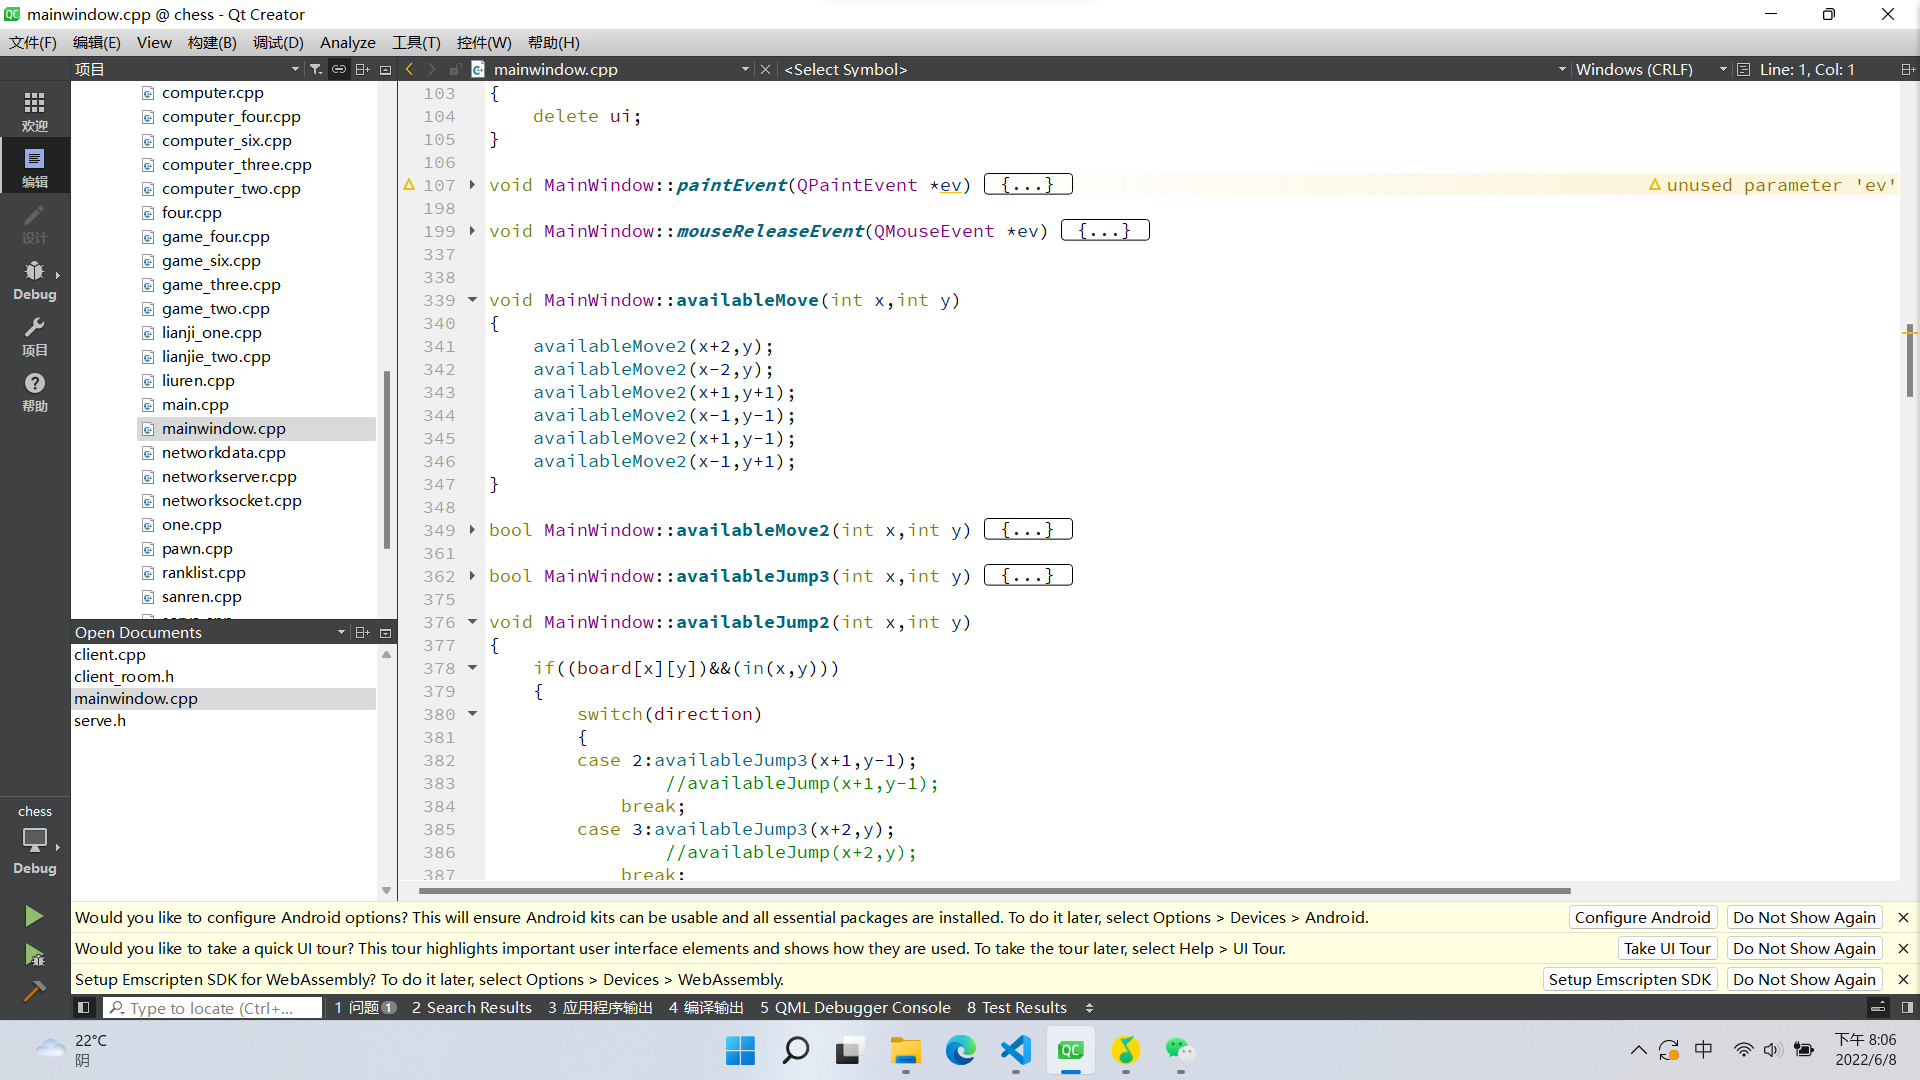 mainwindow.cpp @ chess - Qt Creator
文件(F) 编辑(E) View 构建(B) 调试(D) Analyze 工具(T) 控件(W) 帮助(H)
项目
mainwindow.cpp
<Select Symbol>
Windows (CRLF)
Line: 1, Col: 1
欢迎
编辑
设计
Debug
项目
帮助
chess
Debug
computer.cpp
computer_four.cpp
computer_six.cpp
computer_three.cpp
computer_two.cpp
four.cpp
game_four.cpp
game_six.cpp
game_three.cpp
game_two.cpp
lianji_one.cpp
lianjie_two.cpp
liuren.cpp
main.cpp
mainwindow.cpp
networkdata.cpp
networkserver.cpp
networksocket.cpp
one.cpp
pawn.cpp
ranklist.cpp
sanren.cpp
Open Documents
client.cpp
client_room.h
mainwindow.cpp
serve.h
103 {
104     delete ui;
105 }
106
107 void MainWindow::paintEvent(QPaintEvent *ev) {...} unused parameter 'ev'
198
199 void MainWindow::mouseReleaseEvent(QMouseEvent *ev) {...}
337
338
339 void MainWindow::availableMove(int x,int y)
340 {
341     availableMove2(x+2,y);
342     availableMove2(x-2,y);
343     availableMove2(x+1,y+1);
344     availableMove2(x-1,y-1);
345     availableMove2(x+1,y-1);
346     availableMove2(x-1,y+1);
347 }
348
349 bool MainWindow::availableMove2(int x,int y) {...}
361
362 bool MainWindow::availableJump3(int x,int y) {...}
375
376 void MainWindow::availableJump2(int x,int y)
377 {
378     if((board[x][y])&&(in(x,y)))
379     {
380         switch(direction)
381         {
382         case 2:availableJump3(x+1,y-1);
383                 //availableJump(x+1,y-1);
384             break;
385         case 3:availableJump3(x+2,y);
386                 //availableJump(x+2,y);
387             break;
Would you like to configure Android options? This will ensure Android kits can be usable and all essential packages are installed. To do it later, select Options > Devices > Android. Configure Android Do Not Show Again
Would you like to take a quick UI tour? This tour highlights important user interface elements and shows how they are used. To take the tour later, select Help > UI Tour. Take UI Tour Do Not Show Again
Setup Emscripten SDK for WebAssembly? To do it later, select Options > Devices > WebAssembly. Setup Emscripten SDK Do Not Show Again
Type to locate (Ctrl+... 1 问题 1 2 Search Results 3 应用程序输出 4 编译输出 5 QML Debugger Console 8 Test Results
22°C
阴
QC
中
下午 8:06
2022/6/8